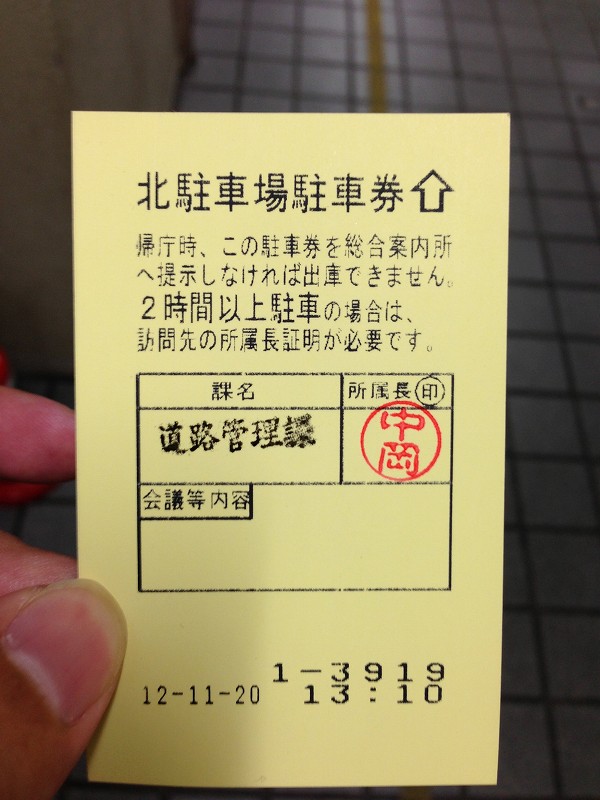 北駐車場駐車券⇧
帰庁時、この駐車券を総合案内所
へ提示しなければ出庫できません。
2時間以上駐車の場合は、
訪問先の所属長証明が必要です。
課名 所属長㊞
道路管理課 中岡
会議等内容
1-3919
12-11-20 13:10